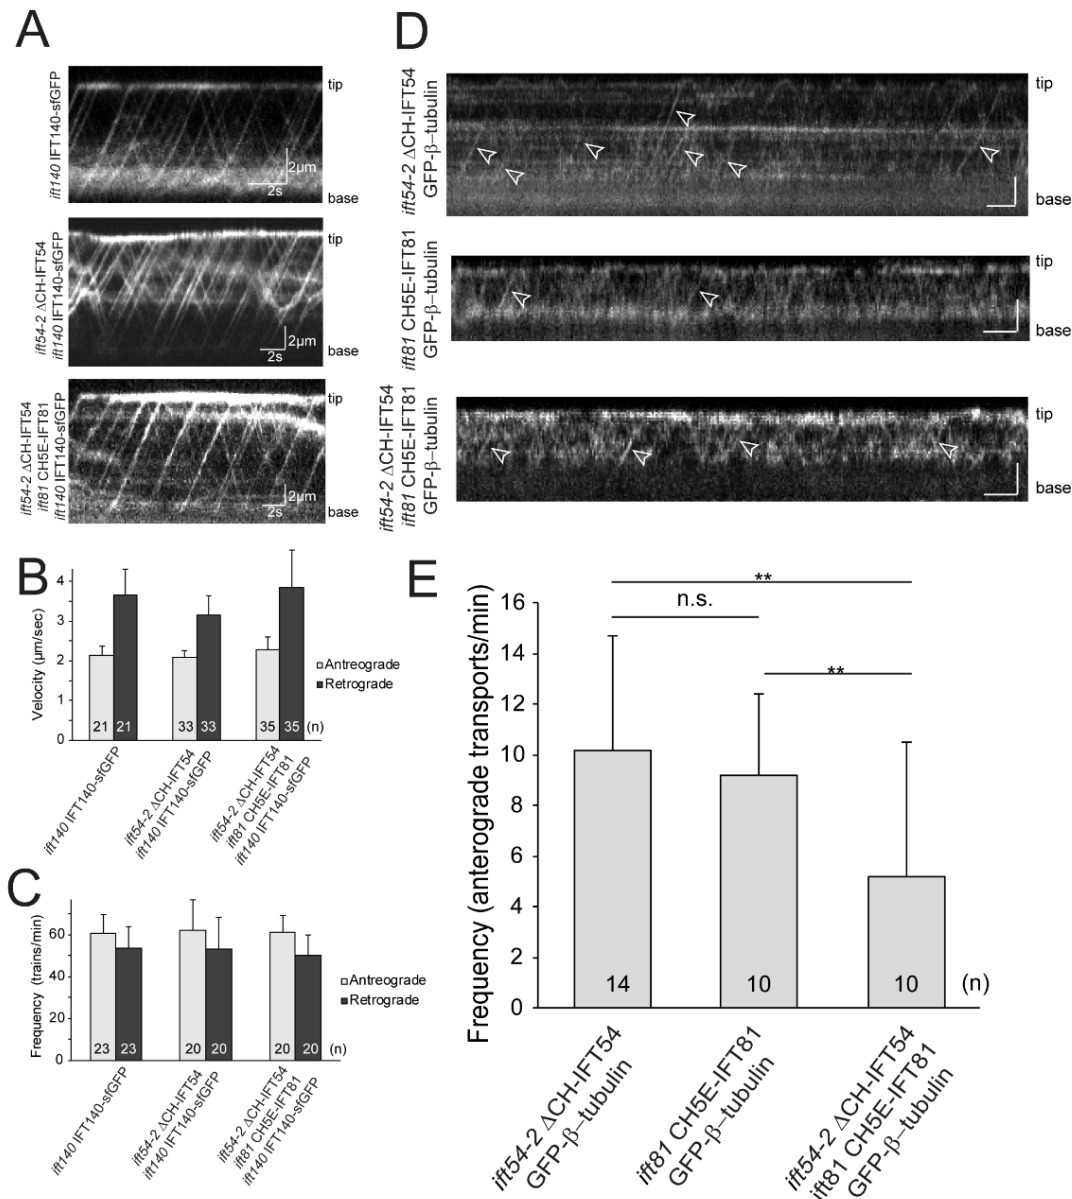 A
ift140 IFT140-sfGFP
tip
2µm
2s
base
ift54-2 ΔCH-IFT54
ift140 IFT140-sfGFP
tip
2µm
2s
base
ift54-2 ΔCH-IFT54
ift81 CH5E-IFT81
ift140 IFT140-sfGFP
tip
2µm
2s
base
D
ift54-2 ΔCH-IFT54
GFP-β-tubulin
tip
base
ift81 CH5E-IFT81
GFP-β-tubulin
tip
base
ift54-2 ΔCH-IFT54
ift81 CH5E-IFT81
GFP-β-tubulin
tip
base
B
Velocity (µm/sec)
4
3
2
1
0
21 21 33 33 35 35 (n)
Antreograde
Retrograde
ift140 IFT140-sfGFP
ift54-2 ΔCH-IFT54
ift140 IFT140-sfGFP
ift54-2 ΔCH-IFT54
ift81 CH5E-IFT81
ift140 IFT140-sfGFP
C
Frequency (trains/min)
60
40
20
0
23 23 20 20 20 20 (n)
Antreograde
Retrograde
ift140 IFT140-sfGFP
ift54-2 ΔCH-IFT54
ift140 IFT140-sfGFP
ift54-2 ΔCH-IFT54
ift81 CH5E-IFT81
ift140 IFT140-sfGFP
E
Frequency (anterograde transports/min)
**
n.s.
**
16
14
12
10
8
6
4
2
0
14 10 10 (n)
ift54-2 ΔCH-IFT54
GFP-β-tubulin
ift81 CH5E-IFT81
GFP-β-tubulin
ift54-2 ΔCH-IFT54
ift81 CH5E-IFT81
GFP-β-tubulin